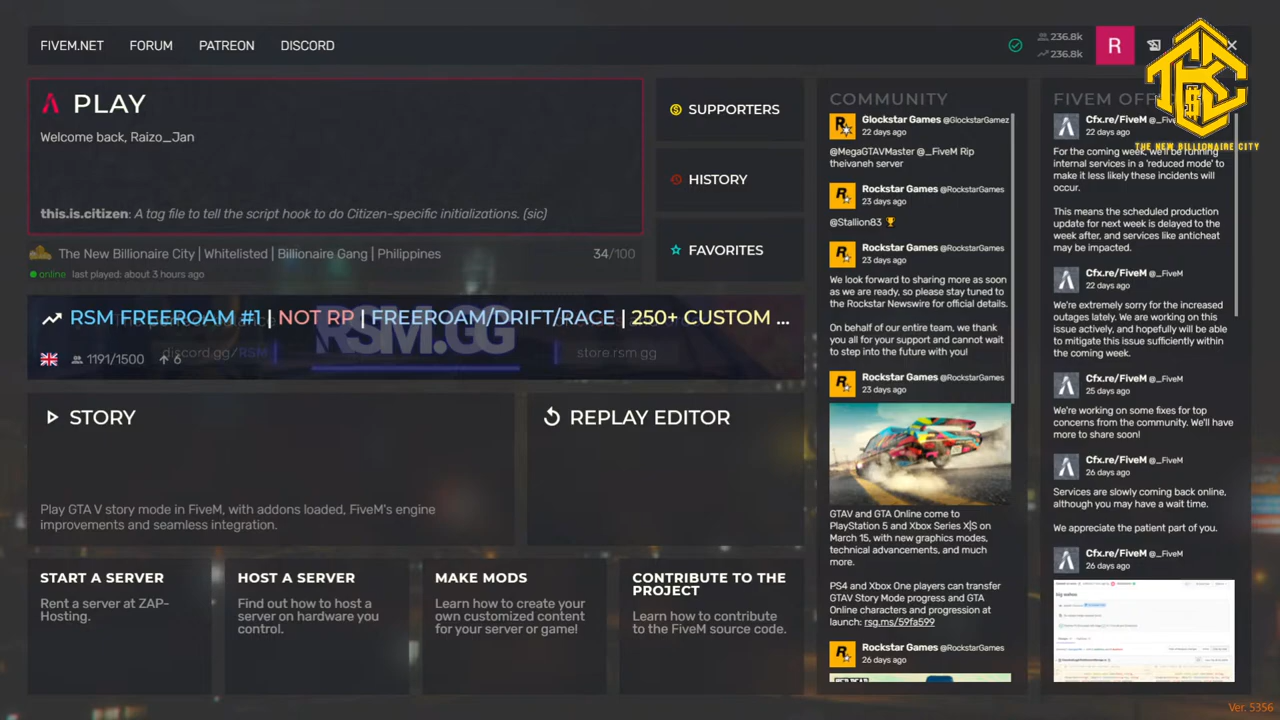 FIVEM.NET
FORUM
PATREON
DISCORD
236.8k
236.8k
R
PLAY
Welcome back, Raizo_Jan
this.is.citizen: A tag file to tell the script hook to do Citizen-specific initializations. (sic)
The New Billionaire City | Whitelisted | Billionaire Gang | Philippines
34/100
online
last played: about 3 hours ago
SUPPORTERS
HISTORY
FAVORITES
RSM FREEROAM #1 | NOT RP | FREEROAM/DRIFT/RACE | 250+ CUSTOM ...
RSM.GG
1191/1500
6
discord.gg/RSM
store.rsm.gg
STORY
Play GTA V story mode in FiveM, with addons loaded, FiveM's engine
improvements and seamless integration.
REPLAY EDITOR
START A SERVER
Rent a server at ZAP-
Hosting.
HOST A SERVER
Find out how to host a
server on own hardware.
MAKE MODS
Learn how to create your
own gamemode or content
CONTRIBUTE TO THE
PROJECT
Learn how to contribute
to the FiveM code.
COMMUNITY
Glockstar Games @GlockstarGamez
22 days ago
@MegaGTAVMaster @_FiveM Rip
theivaneh server
Rockstar Games @RockstarGames
23 days ago
@Stallion83 🏆
Rockstar Games @RockstarGames
23 days ago
We look forward to sharing more as soon
as we are ready, so please stay tuned to
the Rockstar Newswire for official details.
On behalf of our entire team, we thank
you all for your support and cannot wait
to step into the future with you!
Rockstar Games @RockstarGames
23 days ago
GTAV and GTA Online come to
PlayStation 5 and Xbox Series X|S on
March 15, with new graphics modes,
technical advancements, and much
more.
PS4 and Xbox One players can transfer
GTAV Story Mode progress and GTA
Online characters and progression at
launch: rsg.ms/59fa599
Rockstar Games @RockstarGames
26 days ago
FIVEM OF
THE NEW BILLIONAIRE CITY
Cfx.re/FiveM @_Five
22 days ago
For the coming week, we'll be running
internal services in a 'reduced mode' to
make it less likely these incidents will
occur.
This means the scheduled production
update for next week is delayed to the
week after, and services like anticheat
may be impacted.
Cfx.re/FiveM @_FiveM
22 days ago
We're extremely sorry for the increased
outages lately. We are working on this
issue actively, and hopefully will be able
to mitigate this issue sufficiently within
the coming week.
Cfx.re/FiveM @_FiveM
25 days ago
We're working on some fixes for top
concerns from the community. We'll have
more to share soon!
Cfx.re/FiveM @_FiveM
26 days ago
Services are slowly coming back online,
although you may have a wait time.
We appreciate the patient part of you.
Cfx.re/FiveM @_FiveM
26 days ago
Ver. 5356